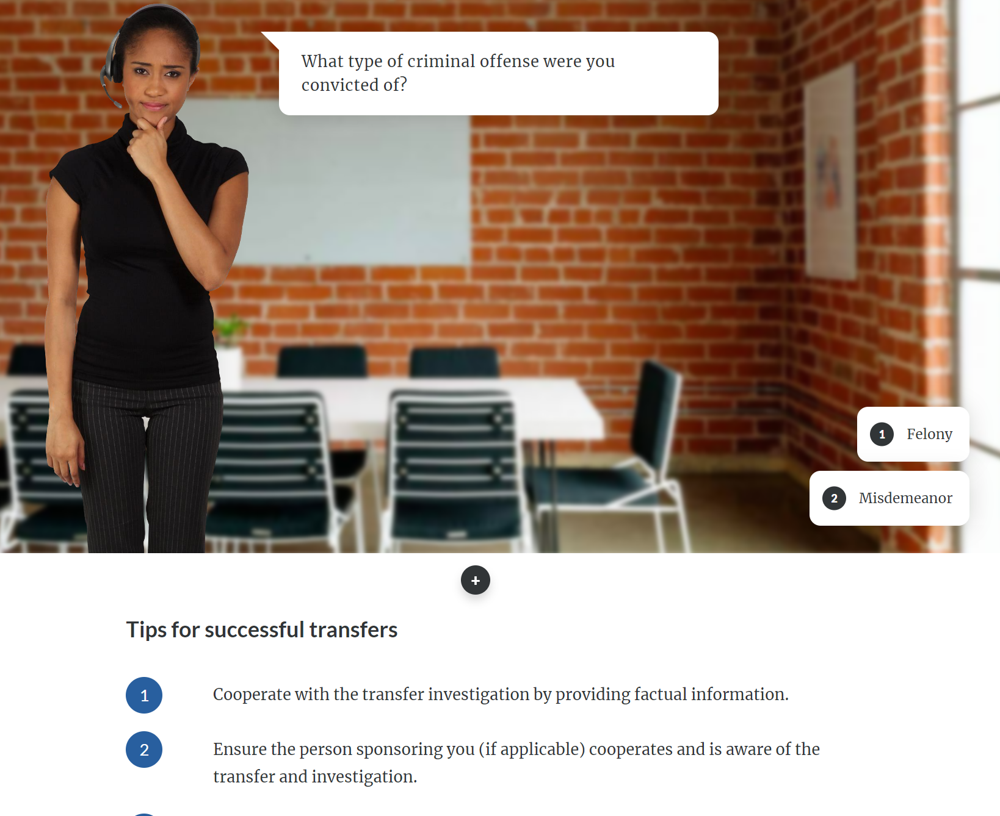 What type of criminal offense were you
convicted of?
1 Felony
2 Misdemeanor
+
Tips for successful transfers
1 Cooperate with the transfer investigation by providing factual information.
2 Ensure the person sponsoring you (if applicable) cooperates and is aware of the
transfer and investigation.